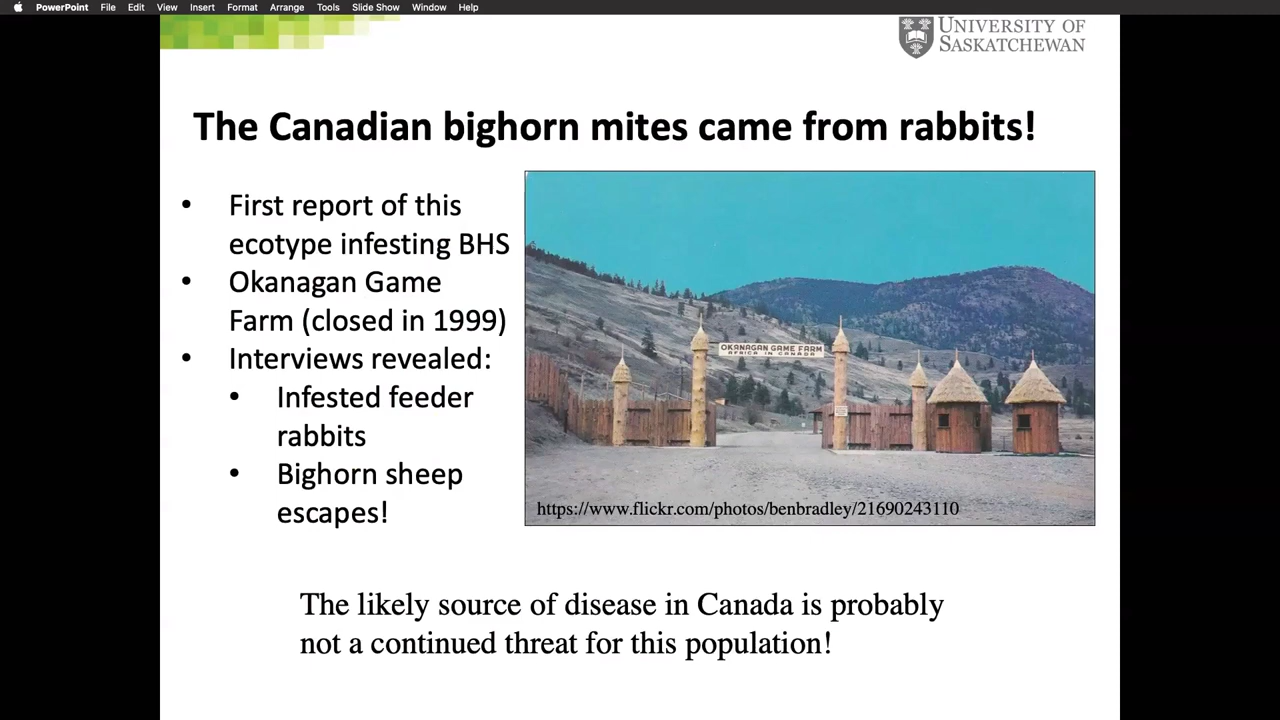 PowerPoint File Edit View Insert Format Arrange Tools Slide Show Window Help
UNIVERSITY OF
SASKATCHEWAN
The Canadian bighorn mites came from rabbits!
• First report of this
ecotype infesting BHS
• Okanagan Game
Farm (closed in 1999)
• Interviews revealed:
• Infested feeder
rabbits
• Bighorn sheep
escapes!
OKANAGAN GAME FARM
AFRICA IN CANADA
https://www.flickr.com/photos/benbradley/21690243110
The likely source of disease in Canada is probably
not a continued threat for this population!